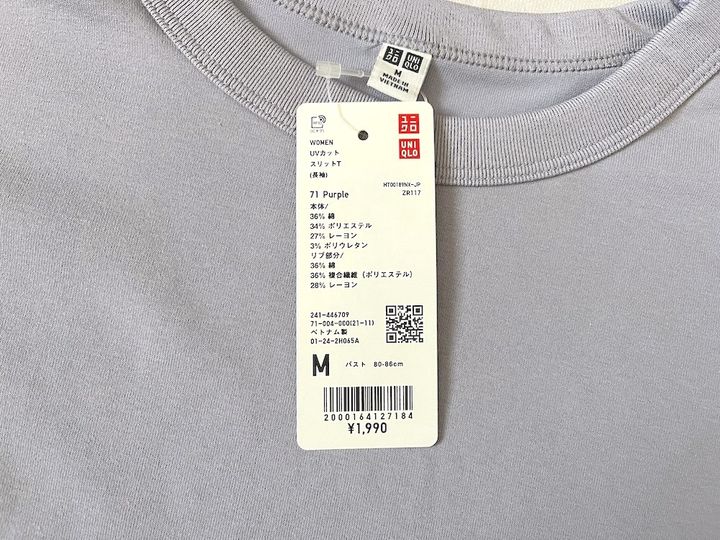 ユニ
クロ
UNI
QLO
M
MADE IN
VIETNAM
ユニ
クロ
UNI
QLO
WOMEN
UVカット
スリットT
(長袖)
HT00181NX-JP
71 Purple
ZR117
本体/
36% 綿
34% ポリエステル
27% レーヨン
3% ポリウレタン
リブ部分/
36% 綿
36% 複合繊維 (ポリエステル)
28% レーヨン
241-446709
71-004-000(21-11)
ベトナム製
01-24-2H065A
M バスト 80-86cm
2000164127184
¥1,990